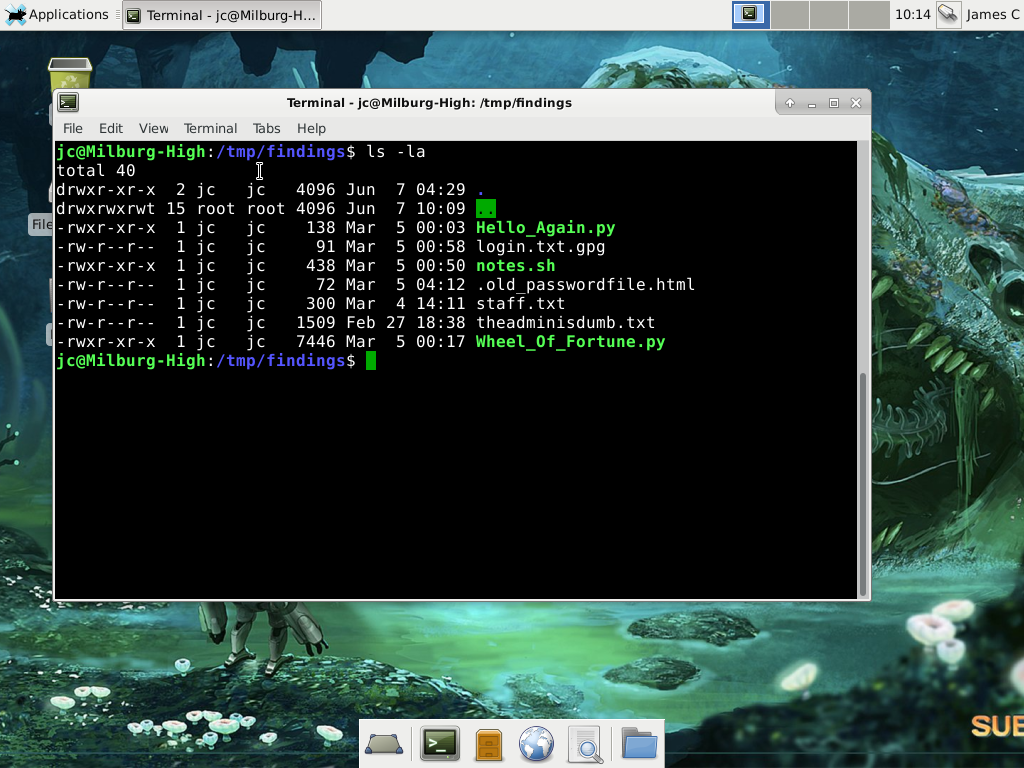 Applications
Terminal - jc@Milburg-H...
10:14
James C
Terminal - jc@Milburg-High: /tmp/findings
File Edit View Terminal Tabs Help
jc@Milburg-High:/tmp/findings$ ls -la
total 40
drwxr-xr-x  2 jc   jc   4096 Jun  7 04:29 .
drwxrwxrwt 15 root root 4096 Jun  7 10:09 ..
-rwxr-xr-x  1 jc   jc    138 Mar  5 00:03 Hello_Again.py
-rw-r--r--  1 jc   jc     91 Mar  5 00:58 login.txt.gpg
-rwxr-xr-x  1 jc   jc    438 Mar  5 00:50 notes.sh
-rw-r--r--  1 jc   jc     72 Mar  5 04:12 .old_passwordfile.html
-rw-r--r--  1 jc   jc    300 Mar  4 14:11 staff.txt
-rw-r--r--  1 jc   jc   1509 Feb 27 18:38 theadminisdumb.txt
-rwxr-xr-x  1 jc   jc   7446 Mar  5 00:17 Wheel_Of_Fortune.py
jc@Milburg-High:/tmp/findings$
File